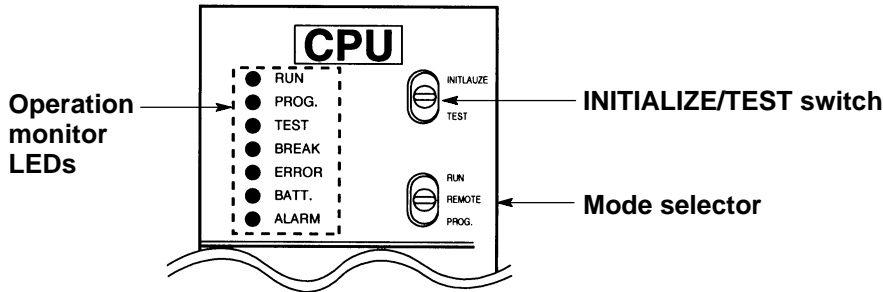 CPU
RUN
PROG.
TEST
BREAK
ERROR
BATT.
ALARM
INITLAUZE
TEST
RUN
REMOTE
PROG.
Operation
monitor
LEDs
INITIALIZE/TEST switch
Mode selector